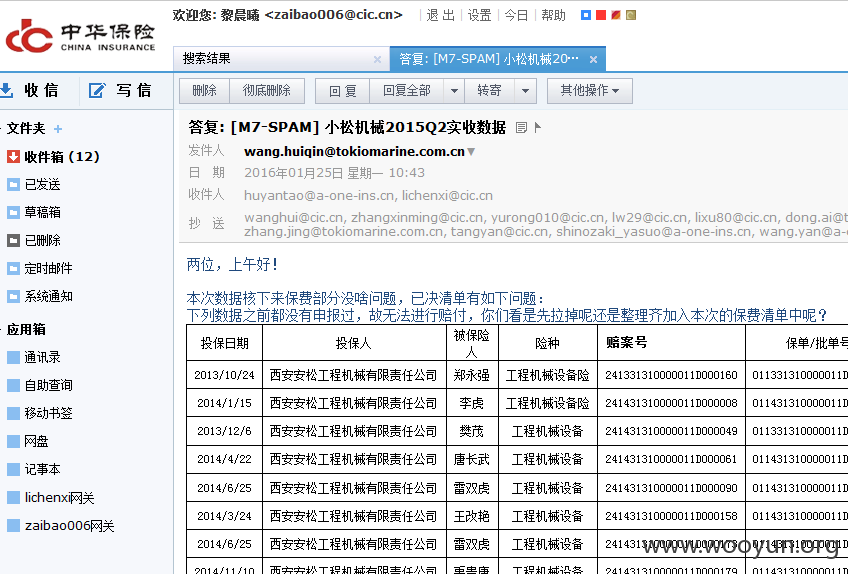 中华保险
CHINA INSURANCE
欢迎您: 黎晨曦 <zaibao006@cic.cn> | 退出 | 设置 | 今日 | 帮助
搜索结果 ×
答复: [M7-SPAM] 小松机械20··· ×
收 信
写 信
删除 彻底删除 回 复 回复全部 转寄 其他操作
文件夹 +
收件箱 (12)
已发送
草稿箱
已删除
定时邮件
系统通知
应用箱
通讯录
自助查询
移动书签
网盘
记事本
lichenxi网关
zaibao006网关
答复: [M7-SPAM] 小松机械2015Q2实收数据
发件人 wang.huiqin@tokiomarine.com.cn
日 期 2016年01月25日 星期一 10:43
收件人 huyantao@a-one-ins.cn, lichenxi@cic.cn
抄 送 wanghui@cic.cn, zhangxinming@cic.cn, yurong010@cic.cn, lw29@cic.cn, lixu80@cic.cn, dong.ai@t
zhang.jing@tokiomarine.com.cn, tangyan@cic.cn, shinozaki_yasuo@a-one-ins.cn, wang.yan@a-o
两位，上午好！
本次数据核下来保费部分没啥问题，已决清单有如下问题：
下列数据之前都没有申报过，故无法进行赔付，你们看是先拉掉呢还是整理齐加入本次的保费清单中呢？
投保日期 投保人 被保险人 险种 赔案号 保单/批单号
2013/10/24 西安安松工程机械有限责任公司 郑永强 工程机械设备险 241331310000011D000160 011331310000011D
2014/1/15 西安安松工程机械有限责任公司 李虎 工程机械设备险 241431310000011D000008 011431310000011D
2013/12/6 西安安松工程机械有限责任公司 樊茂 工程机械设备 241431310000011D000049 011331310000011D
2014/4/22 西安安松工程机械有限责任公司 唐长武 工程机械设备 241431310000011D000061 011431310000011D
2014/6/25 西安安松工程机械有限责任公司 雷双虎 工程机械设备 241431310000011D000090 011431310000011D
2014/3/24 西安安松工程机械有限责任公司 王改艳 工程机械设备 241431310000011D000158 011431310000011D
2014/6/25 西安安松工程机械有限责任公司 雷双虎 工程机械设备 241431310000011D000173 011431310000011D
2014/11/10 西安安松工程机械有限责任公司 工程机械设备 241431310000011D000179 011431310000011D
www.wooyun.org